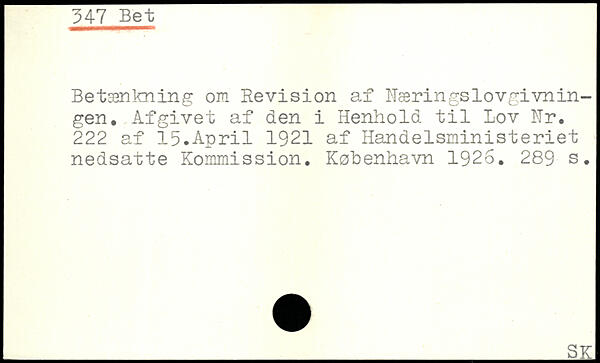 347 Bet
Betænkning om Revision af Næringslovgivnin-
gen. Afgivet af den i Henhold til Lov Nr.
222 af 15.April 1921 af Handelsministeriet
nedsatte Kommission. København 1926. 289 s.
SK